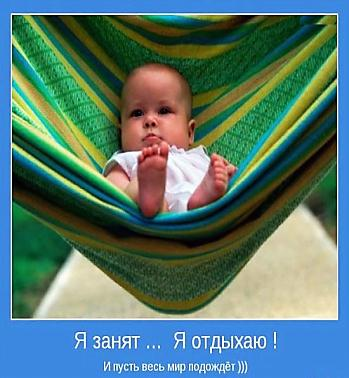 Я занят ... Я отдыхаю !
И пусть весь мир подождёт )))